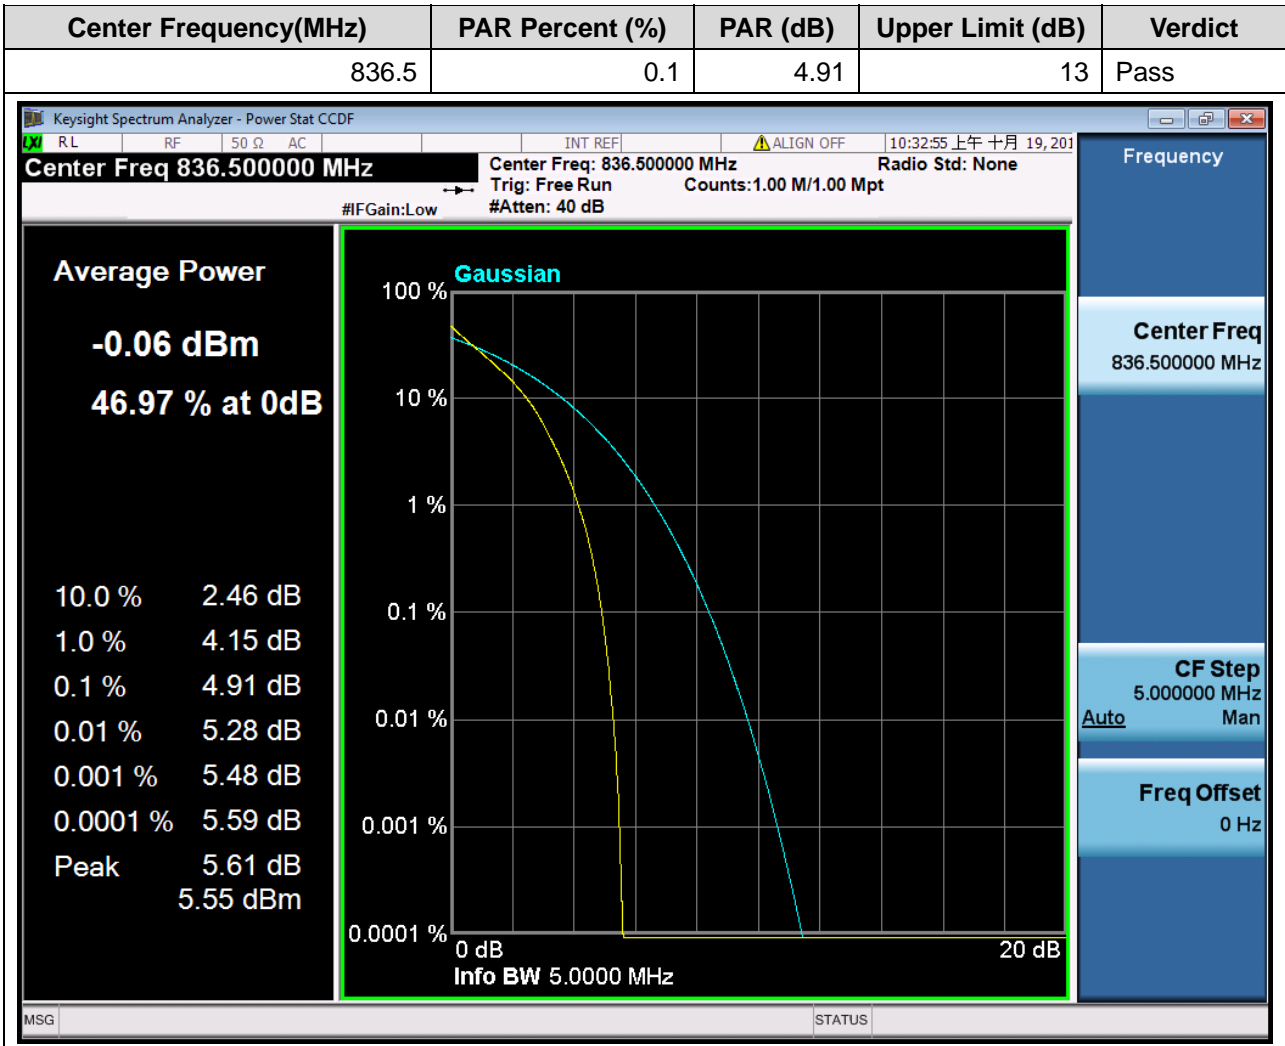 Center Frequency(MHz) PAR Percent (%) PAR (dB) Upper Limit (dB) Verdict
836.5 0.1 4.91 13 Pass
Keysight Spectrum Analyzer - Power Stat CCDF
LXI RL RF 50 Ω AC INT REF ALIGN OFF 10:32:55 上午 十月 19, 201
Center Freq 836.500000 MHz
Center Freq: 836.500000 MHz Radio Std: None
Trig: Free Run Counts:1.00 M/1.00 Mpt
#IFGain:Low #Atten: 40 dB
Average Power
-0.06 dBm
46.97 % at 0dB
10.0 % 2.46 dB
1.0 % 4.15 dB
0.1 % 4.91 dB
0.01 % 5.28 dB
0.001 % 5.48 dB
0.0001 % 5.59 dB
Peak 5.61 dB
5.55 dBm
Gaussian
100 %
10 %
1 %
0.1 %
0.01 %
0.001 %
0.0001 %
0 dB 20 dB
Info BW 5.0000 MHz
Frequency
Center Freq
836.500000 MHz
CF Step
5.000000 MHz
Auto Man
Freq Offset
0 Hz
MSG STATUS